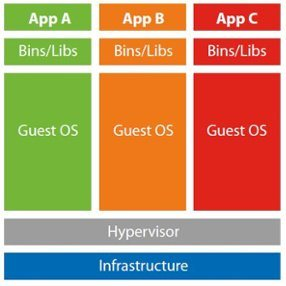 App A App B App C
Bins/Libs Bins/Libs Bins/Libs
Guest OS Guest OS Guest OS
Hypervisor
Infrastructure